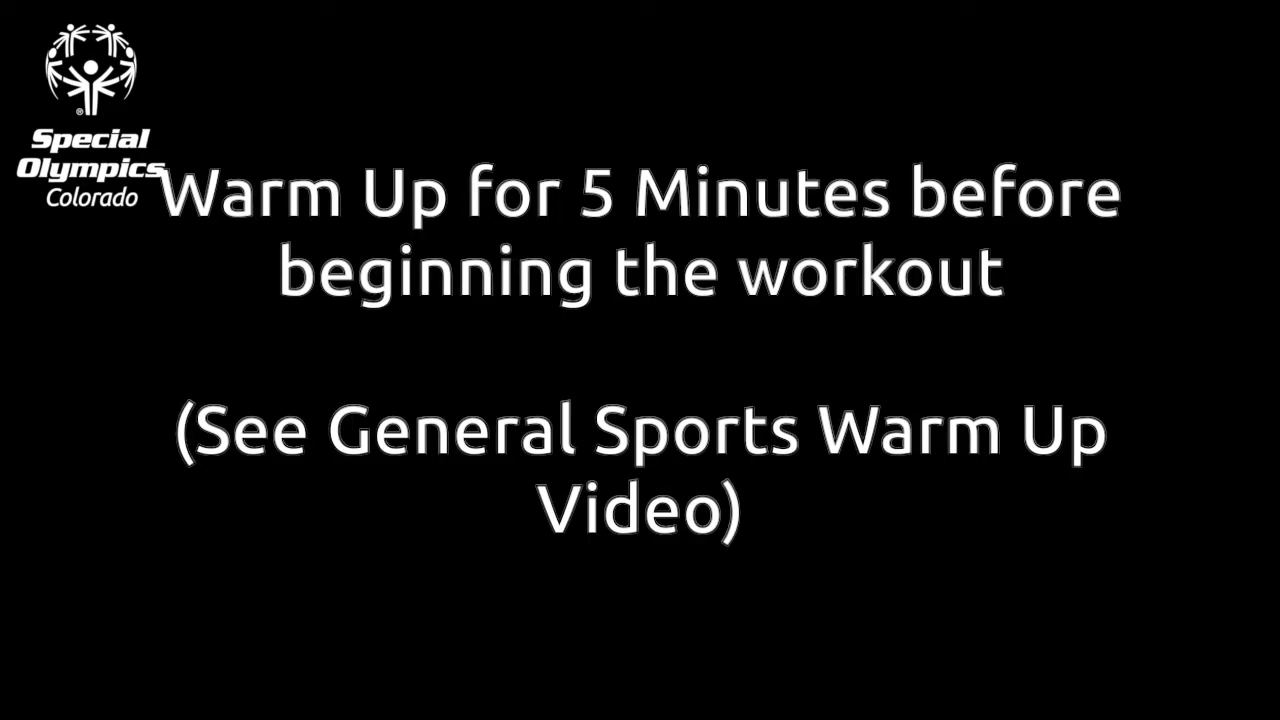 Special
Olympics
Colorado
Warm Up for 5 Minutes before
beginning the workout
(See General Sports Warm Up
Video)